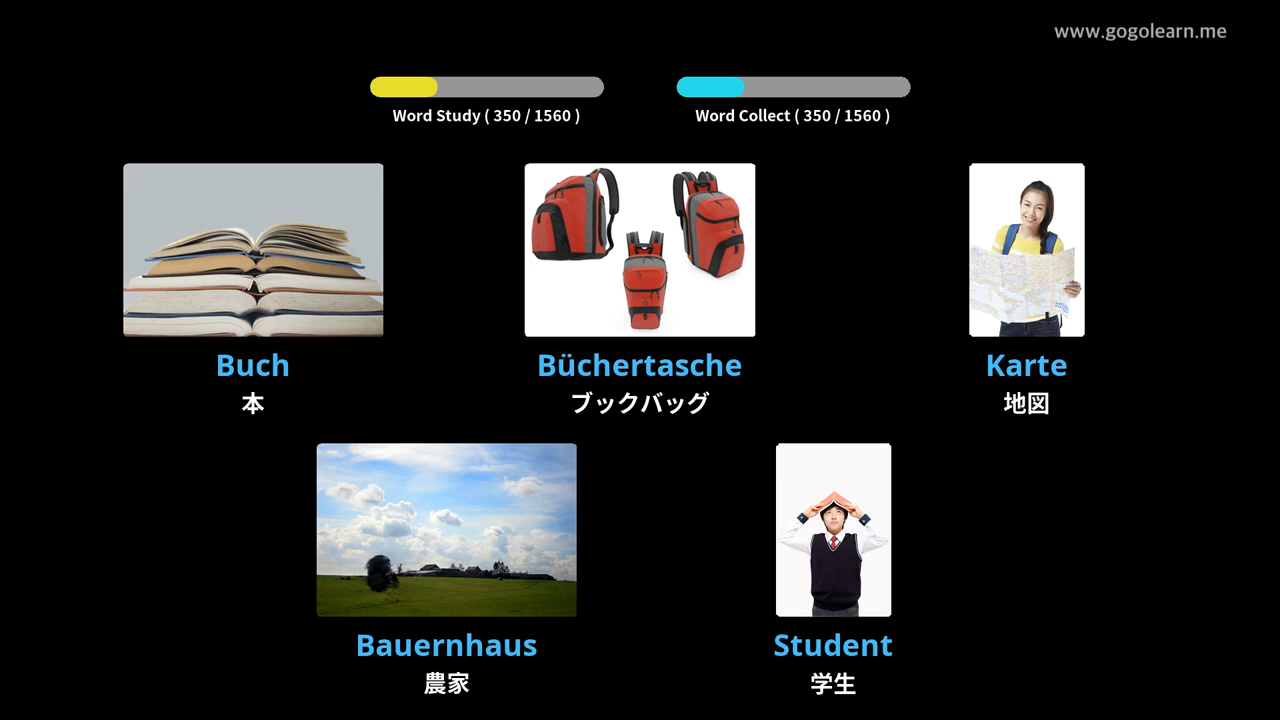 www.gogolearn.me
Word Study ( 350 / 1560 )
Word Collect ( 350 / 1560 )
Buch
本
Büchertasche
ブックバッグ
Karte
地図
Bauernhaus
農家
Student
学生